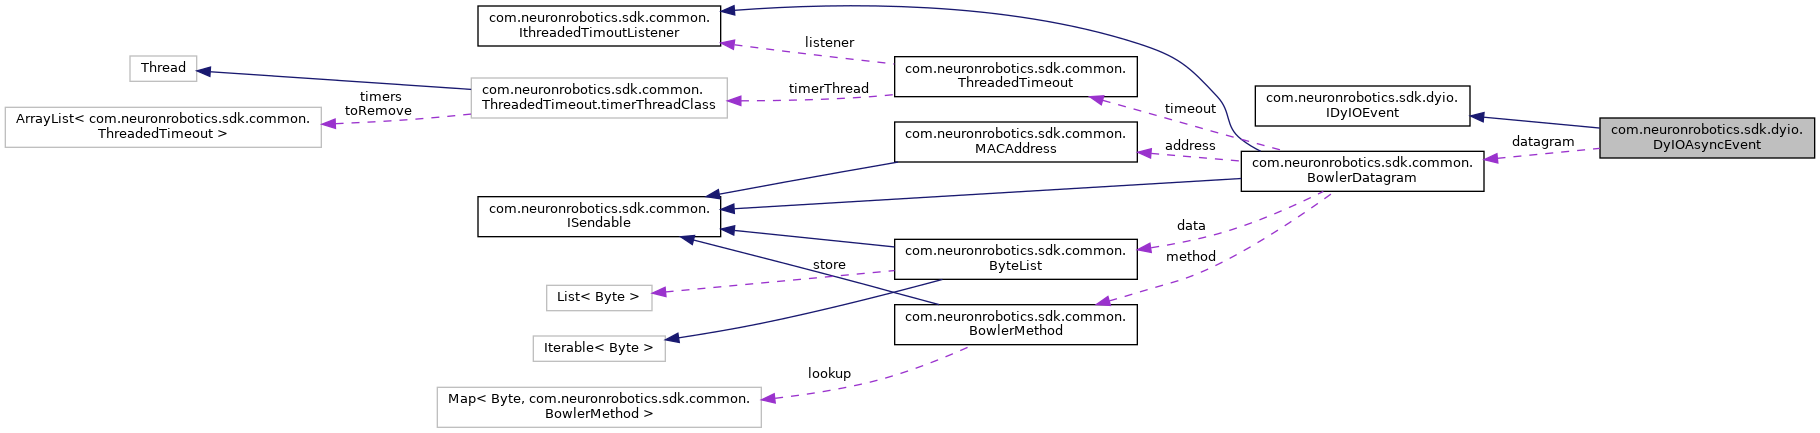 com.neuronrobotics.sdk.common.
IthreadedTimoutListener
listener
Thread
com.neuronrobotics.sdk.common.
ThreadedTimeout
com.neuronrobotics.sdk.common.
ThreadedTimeout.timerThreadClass
timerThread
timers
toRemove
ArrayList< com.neuronrobotics.sdk.common.
ThreadedTimeout >
timeout
com.neuronrobotics.sdk.dyio.
IDyIOEvent
com.neuronrobotics.sdk.dyio.
DyIOAsyncEvent
datagram
com.neuronrobotics.sdk.common.
MACAddress
address
com.neuronrobotics.sdk.common.
BowlerDatagram
com.neuronrobotics.sdk.common.
ISendable
data
com.neuronrobotics.sdk.common.
ByteList
method
store
List< Byte >
com.neuronrobotics.sdk.common.
BowlerMethod
Iterable< Byte >
lookup
Map< Byte, com.neuronrobotics.sdk.common.
BowlerMethod >